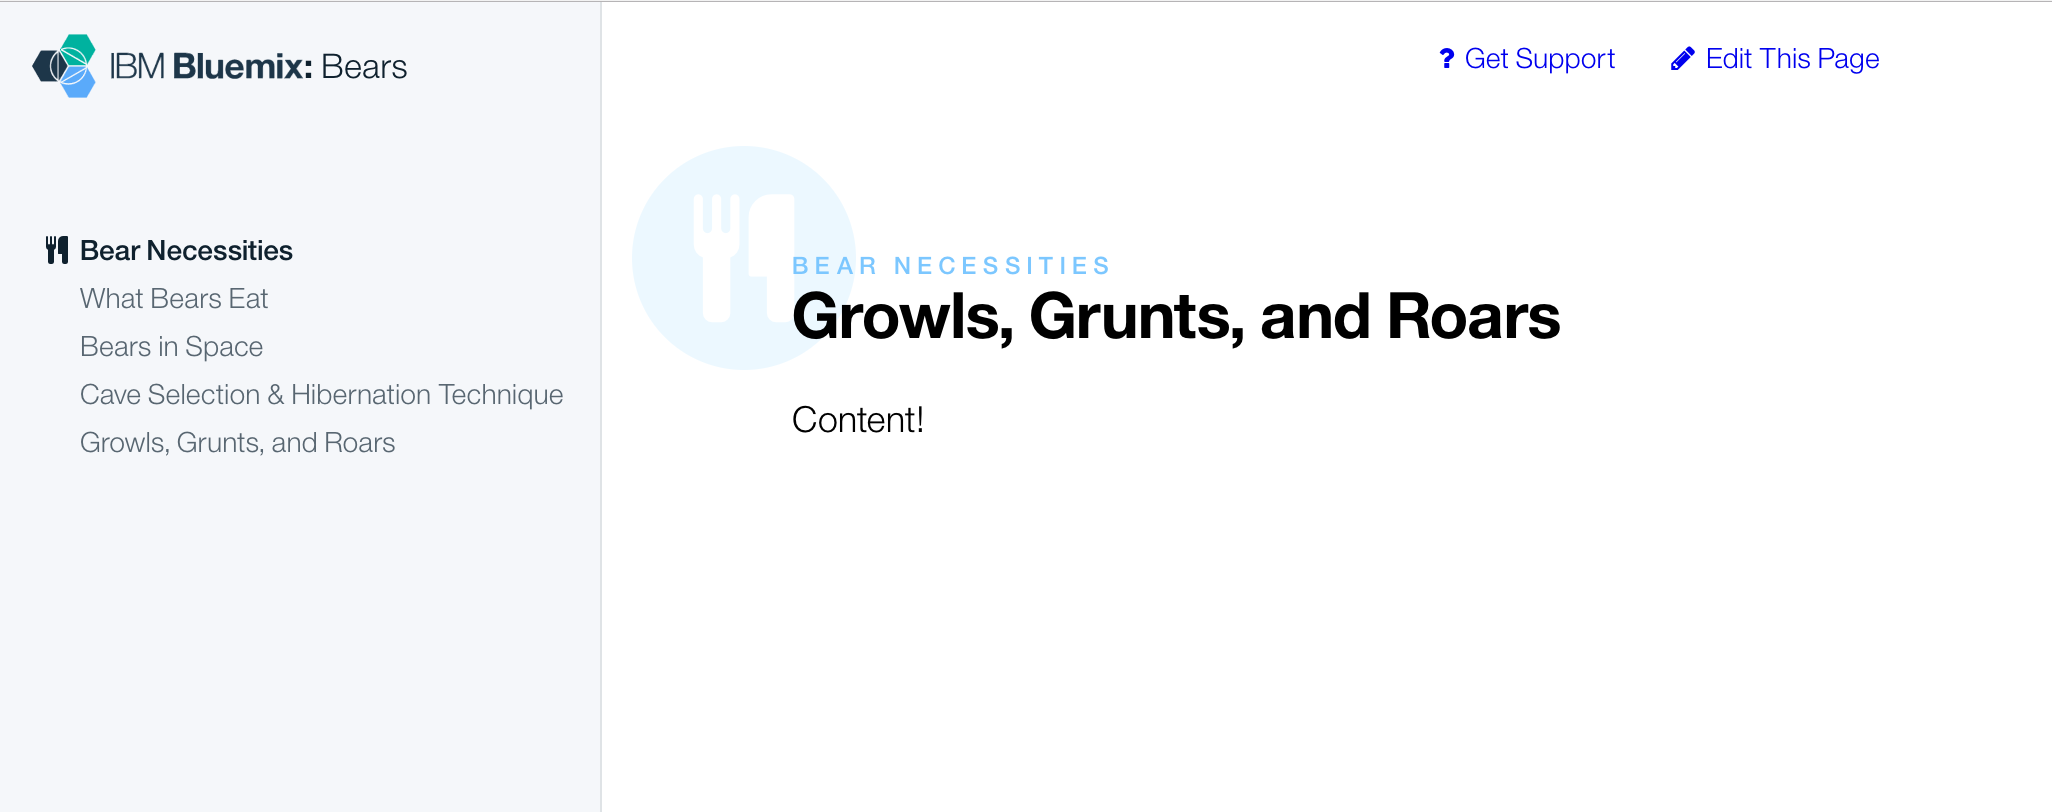 IBM Bluemix: Bears
Bear Necessities
What Bears Eat
Bears in Space
Cave Selection & Hibernation Technique
Growls, Grunts, and Roars
? Get Support
Edit This Page
BEAR NECESSITIES
Growls, Grunts, and Roars
Content!